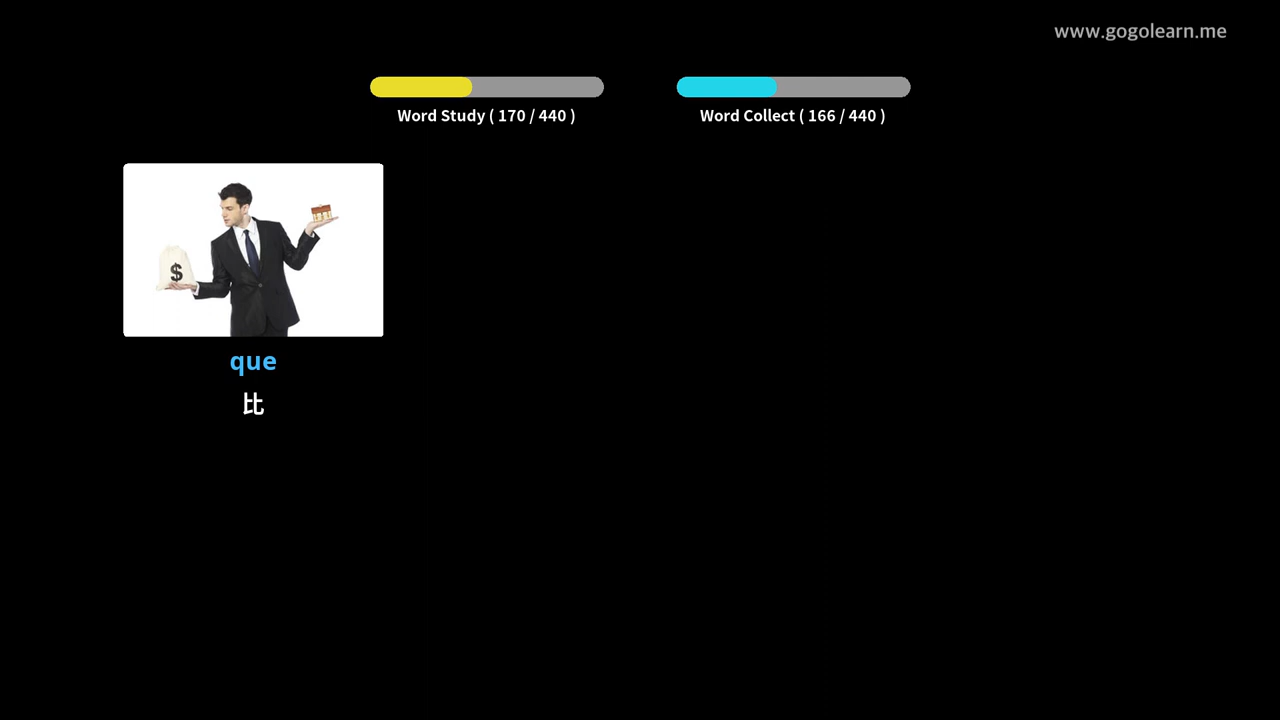 www.gogolearn.me
Word Study ( 170 / 440 )
Word Collect ( 166 / 440 )
$
que
比